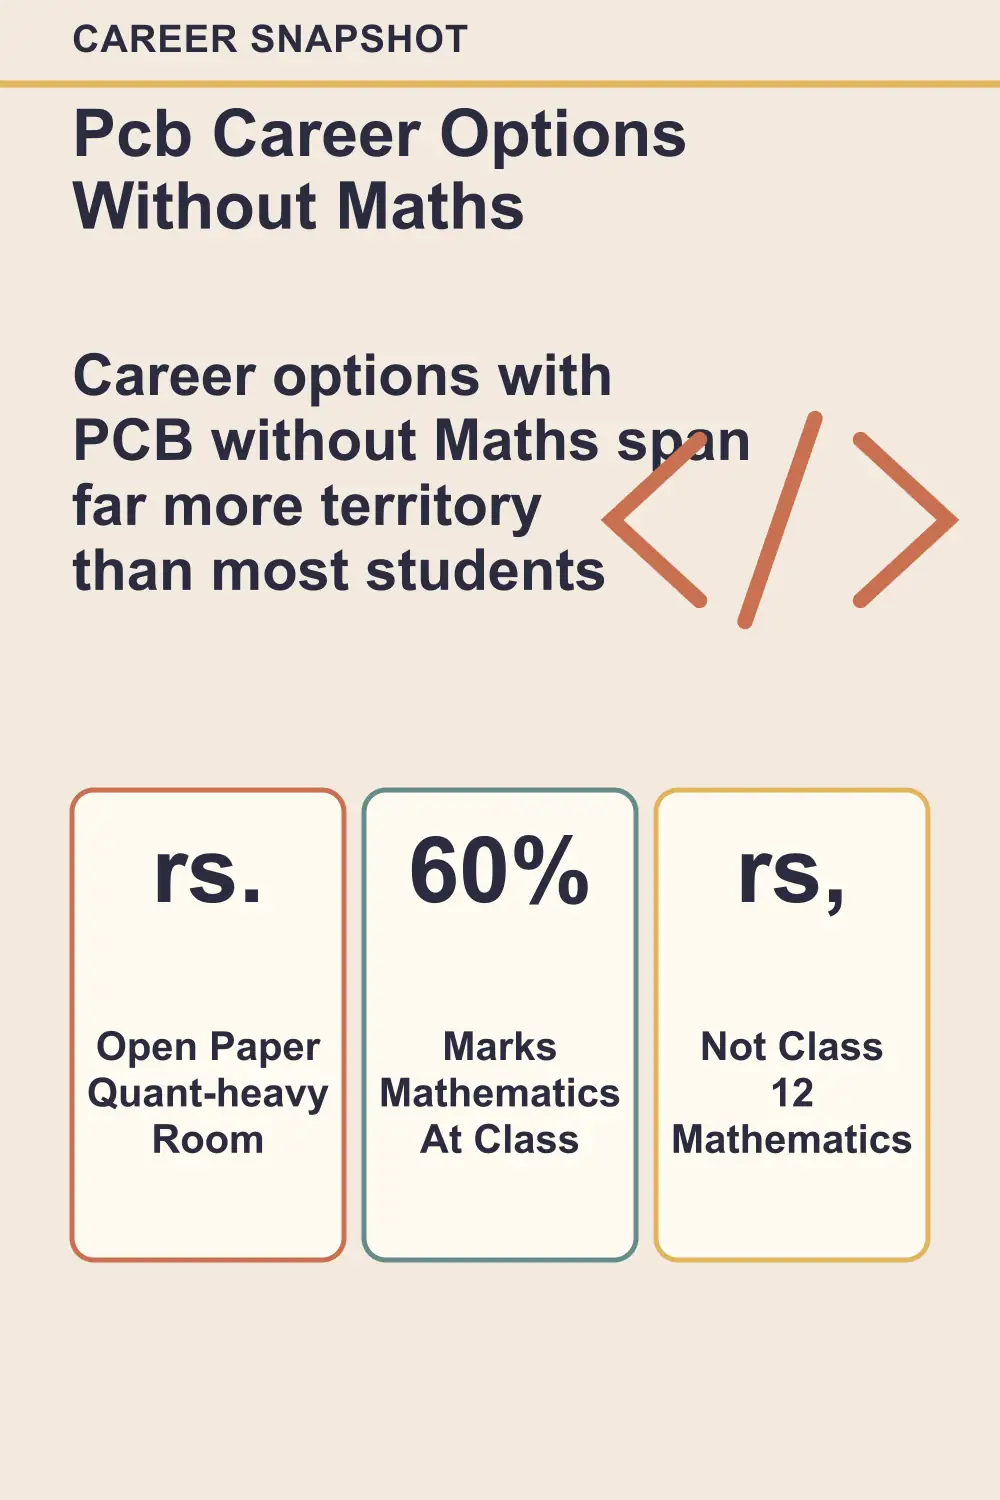 CAREER SNAPSHOT
Pcb Career Options
Without Maths
Career options with
PCB without Maths span
far more territory
than most students
rs.
Open Paper
Quant-heavy
Room
60%
Marks
Mathematics
At Class
rs,
Not Class
12
Mathematics